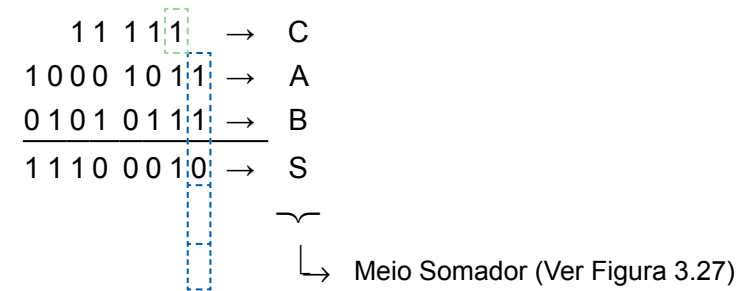 1 1 1 1 1 → C
1 0 0 0 1 0 1 1 → A
0 1 0 1 0 1 1 1 → B
1 1 1 0 0 0 1 0 → S
Meio Somador (Ver Figura 3.27)